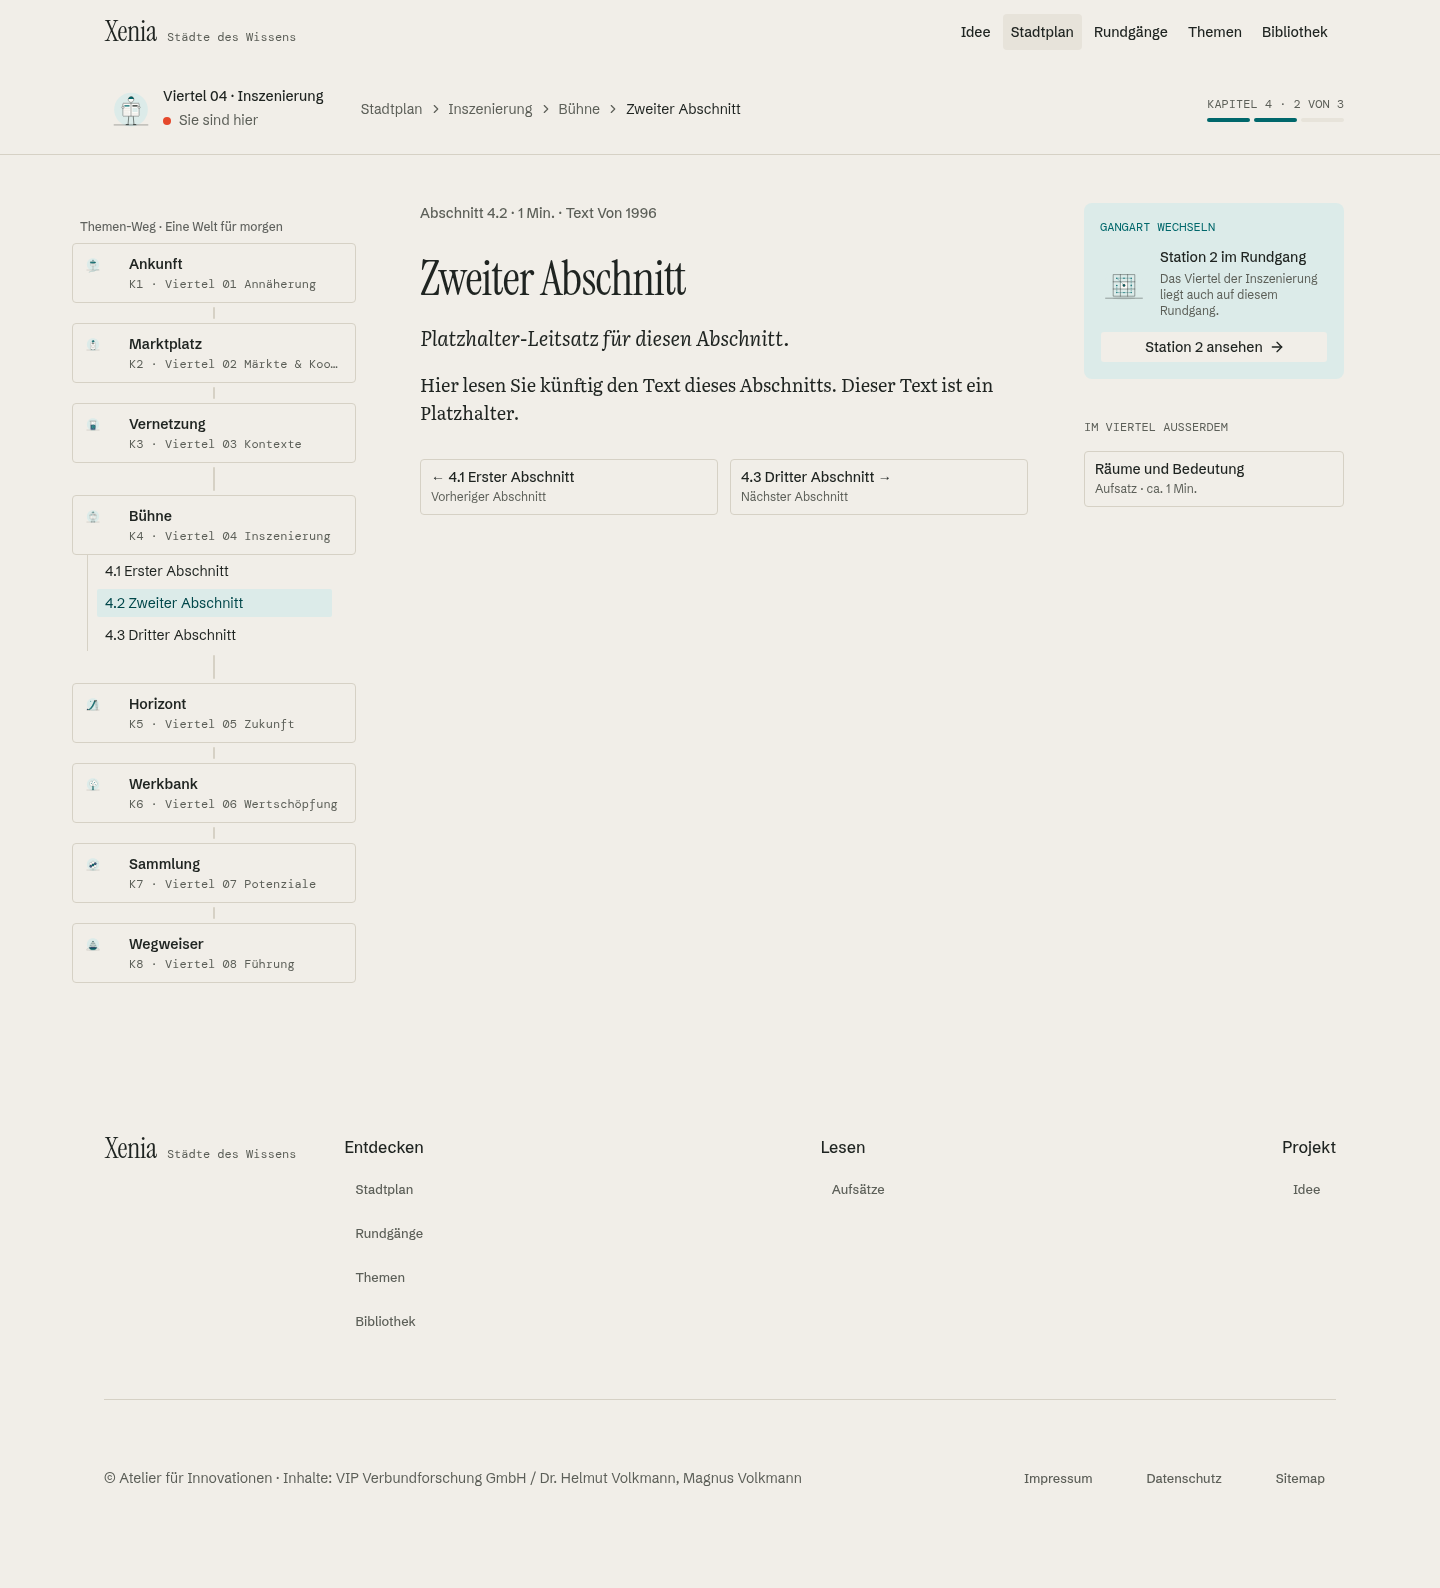 Xenia Städte des Wissens
Idee Stadtplan Rundgänge Themen Bibliothek
Viertel 04 · Inszenierung
Sie sind hier
Stadtplan > Inszenierung > Bühne > Zweiter Abschnitt
KAPITEL 4 · 2 VON 3
Themen-Weg · Eine Welt für morgen
Ankunft
K1 · Viertel 01 Annäherung
Marktplatz
K2 · Viertel 02 Märkte & Koo…
Vernetzung
K3 · Viertel 03 Kontexte
Bühne
K4 · Viertel 04 Inszenierung
4.1 Erster Abschnitt
4.2 Zweiter Abschnitt
4.3 Dritter Abschnitt
Horizont
K5 · Viertel 05 Zukunft
Werkbank
K6 · Viertel 06 Wertschöpfung
Sammlung
K7 · Viertel 07 Potenziale
Wegweiser
K8 · Viertel 08 Führung
Abschnitt 4.2 · 1 Min. · Text Von 1996
Zweiter Abschnitt
Platzhalter-Leitsatz für diesen Abschnitt.
Hier lesen Sie künftig den Text dieses Abschnitts. Dieser Text ist ein
Platzhalter.
← 4.1 Erster Abschnitt
Vorheriger Abschnitt
4.3 Dritter Abschnitt →
Nächster Abschnitt
GANGART WECHSELN
Station 2 im Rundgang
Das Viertel der Inszenierung
liegt auch auf diesem
Rundgang.
Station 2 ansehen →
IM VIERTEL AUSSERDEM
Räume und Bedeutung
Aufsatz · ca. 1 Min.
Xenia Städte des Wissens
Entdecken
Stadtplan
Rundgänge
Themen
Bibliothek
Lesen
Aufsätze
Projekt
Idee
© Atelier für Innovationen · Inhalte: VIP Verbundforschung GmbH / Dr. Helmut Volkmann, Magnus Volkmann
Impressum Datenschutz Sitemap